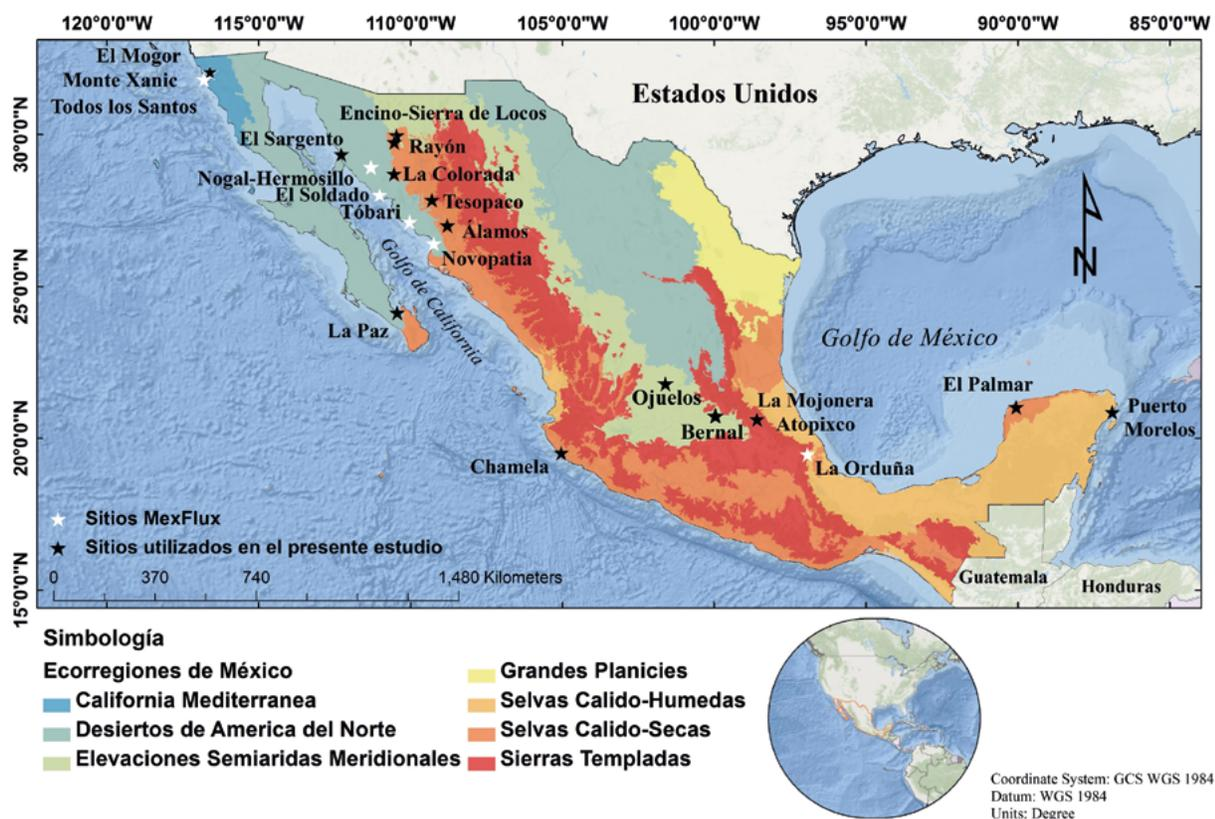 120°0'0"W 115°0'0"W 110°0'0"W 105°0'0"W 100°0'0"W 95°0'0"W 90°0'0"W 85°0'0"W
30°0'0"N
25°0'0"N
20°0'0"N
15°0'0"N
El Mogor
Monte Xanic
Todos los Santos
Estados Unidos
Encino-Sierra de Locos
El Sargento
Rayón
Nogal-Hermosillo
La Colorada
El Soldado
Tesopaco
Tóbari
Álamos
Novopatia
Golfo de California
La Paz
Golfo de México
N
Ojuelos
La Mojonera
Atopixco
Bernal
El Palmar
Puerto
Morelos
Chamela
La Orduña
Guatemala
Honduras
Sitios MexFlux
Sitios utilizados en el presente estudio
0 370 740 1,480 Kilometers
Simbología
Ecorregiones de México
California Mediterranea
Desiertos de America del Norte
Elevaciones Semiaridas Meridionales
Grandes Planicies
Selvas Calido-Humedas
Selvas Calido-Secas
Sierras Templadas
Coordinate System: GCS WGS 1984
Datum: WGS 1984
Units: Degree